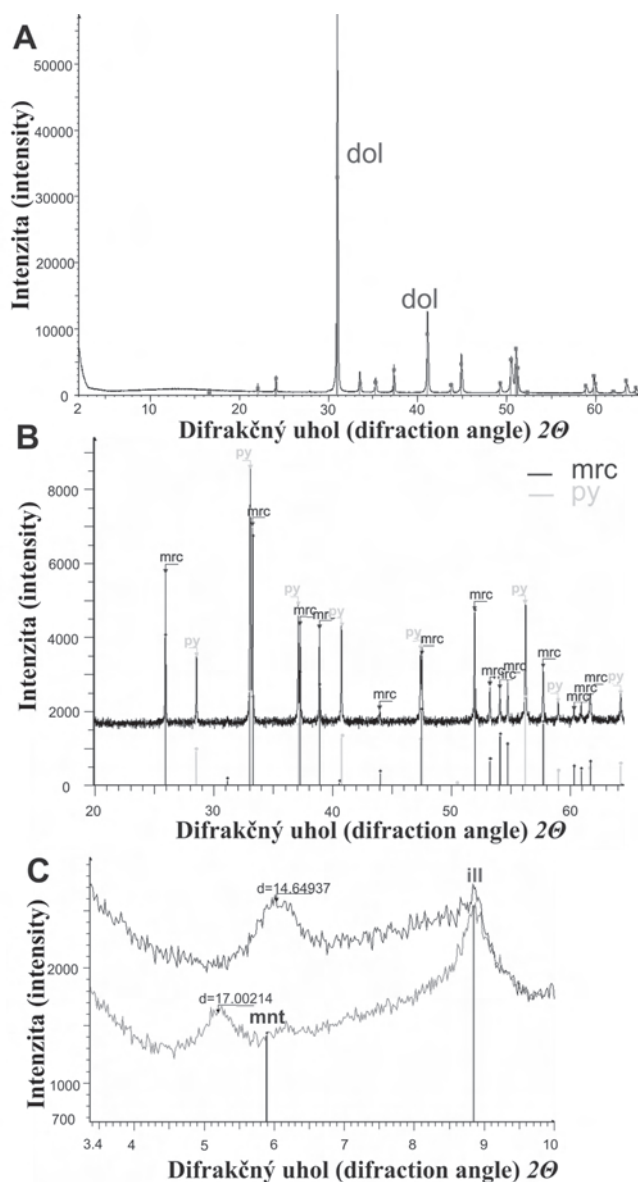 A
Intenzita (intensity)
50000
40000
30000
20000
10000
0
dol
dol
2 10 20 30 40 50 60
Difrakčný uhol (difraction angle) 2Θ
B
Intenzita (intensity)
8000
6000
4000
2000
0
mrc
py
py
mrc
py
mrc
mr
py
mrc
py
mrc
mrc
mrc
rc
mrc
py
mrc
py
mrc
mrc
mrc
py
mrc
py
20 30 40 50 60
Difrakčný uhol (difraction angle) 2Θ
C
Intenzita (intensity)
2000
1000
700
d=14.64937
ill
d=17.00214
mnt
3.4 4 5 6 7 8 9 10
Difrakčný uhol (difraction angle) 2Θ